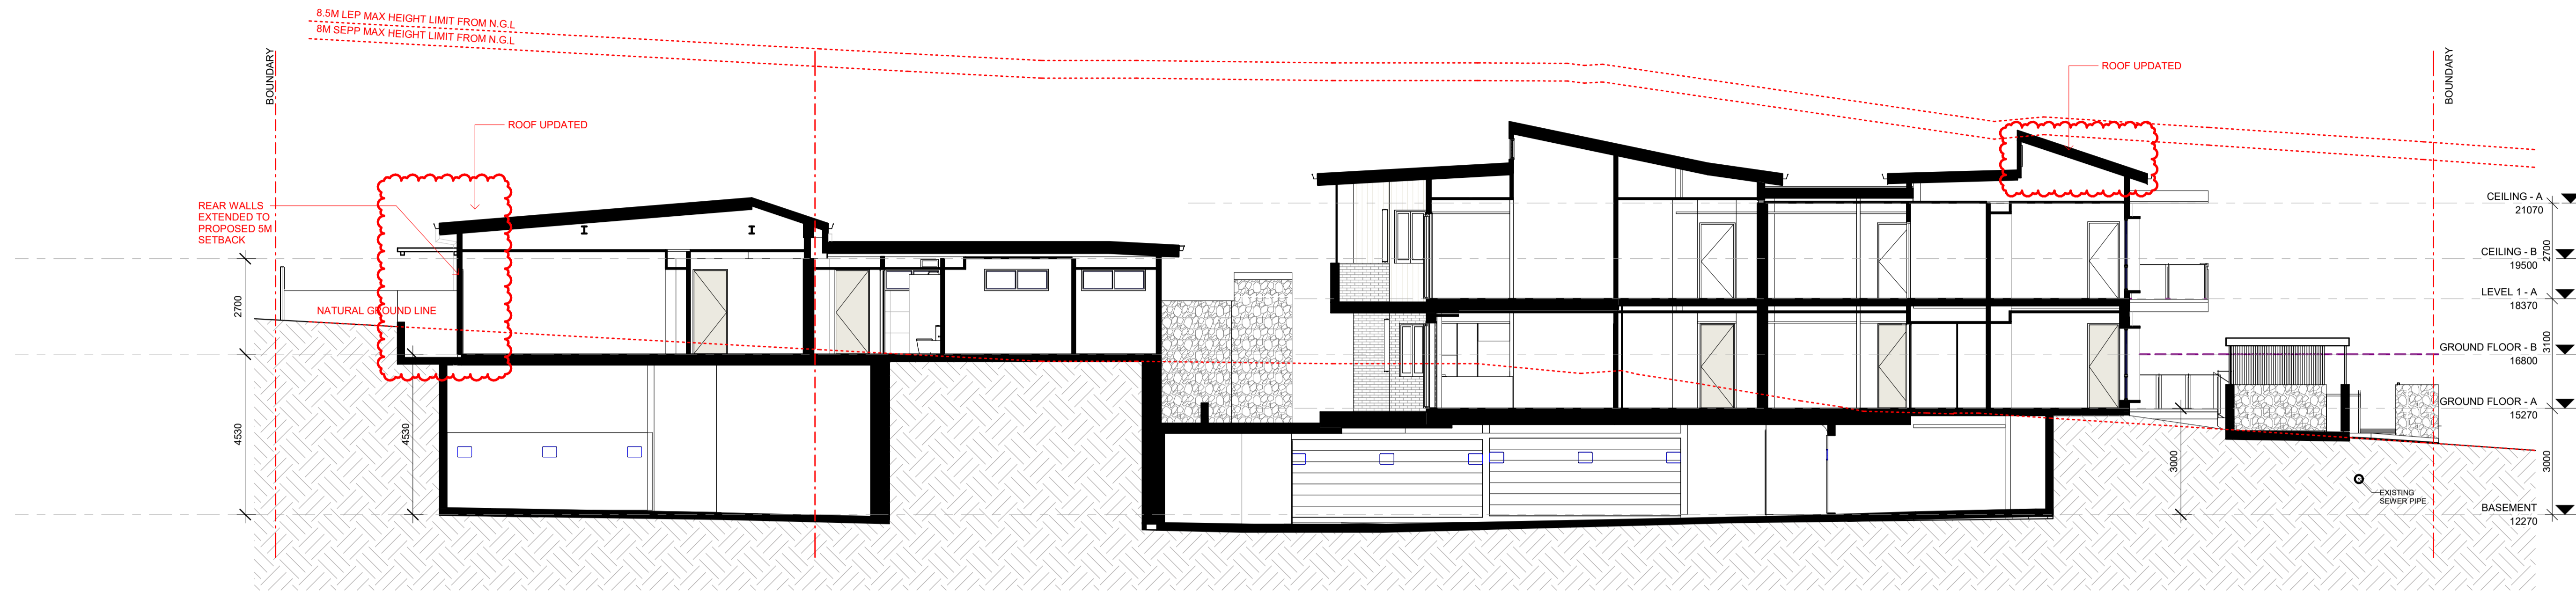 8.5M LEP MAX HEIGHT LIMIT FROM N.G.L
8M SEPP MAX HEIGHT LIMIT FROM N.G.L
BOUNDARY
BOUNDARY
ROOF UPDATED
ROOF UPDATED
REAR WALLS
EXTENDED TO
PROPOSED 5M
SETBACK
NATURAL GROUND LINE
2700
4530
4530
CEILING - A
21070
2700
CEILING - B
19500
LEVEL 1 - A
18370
3100
GROUND FLOOR - B
16800
GROUND FLOOR - A
15270
3000
3000
EXISTING
SEWER PIPE
BASEMENT
12270